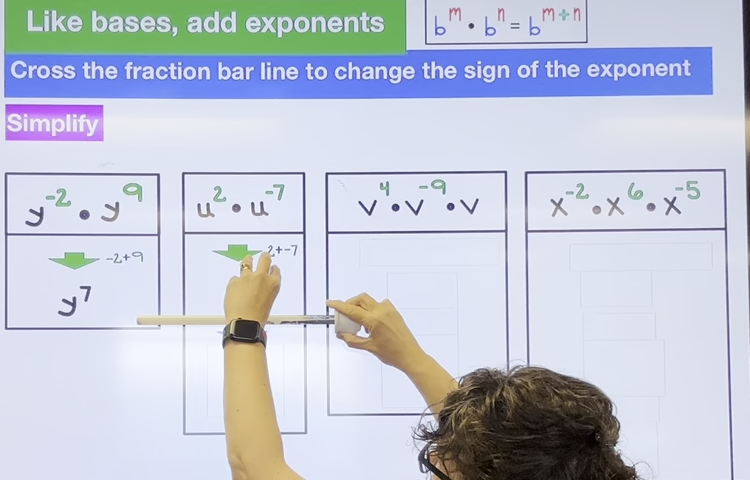 Like bases, add exponents
b^m • b^n = b^{m+n}
Cross the fraction bar line to change the sign of the exponent
Simplify
y^{-2} • y^9
-2+9
y^7
u^2 • u^{-7}
2+-7
v^4 • v^{-9} • v
x^{-2} • x^6 • x^{-5}